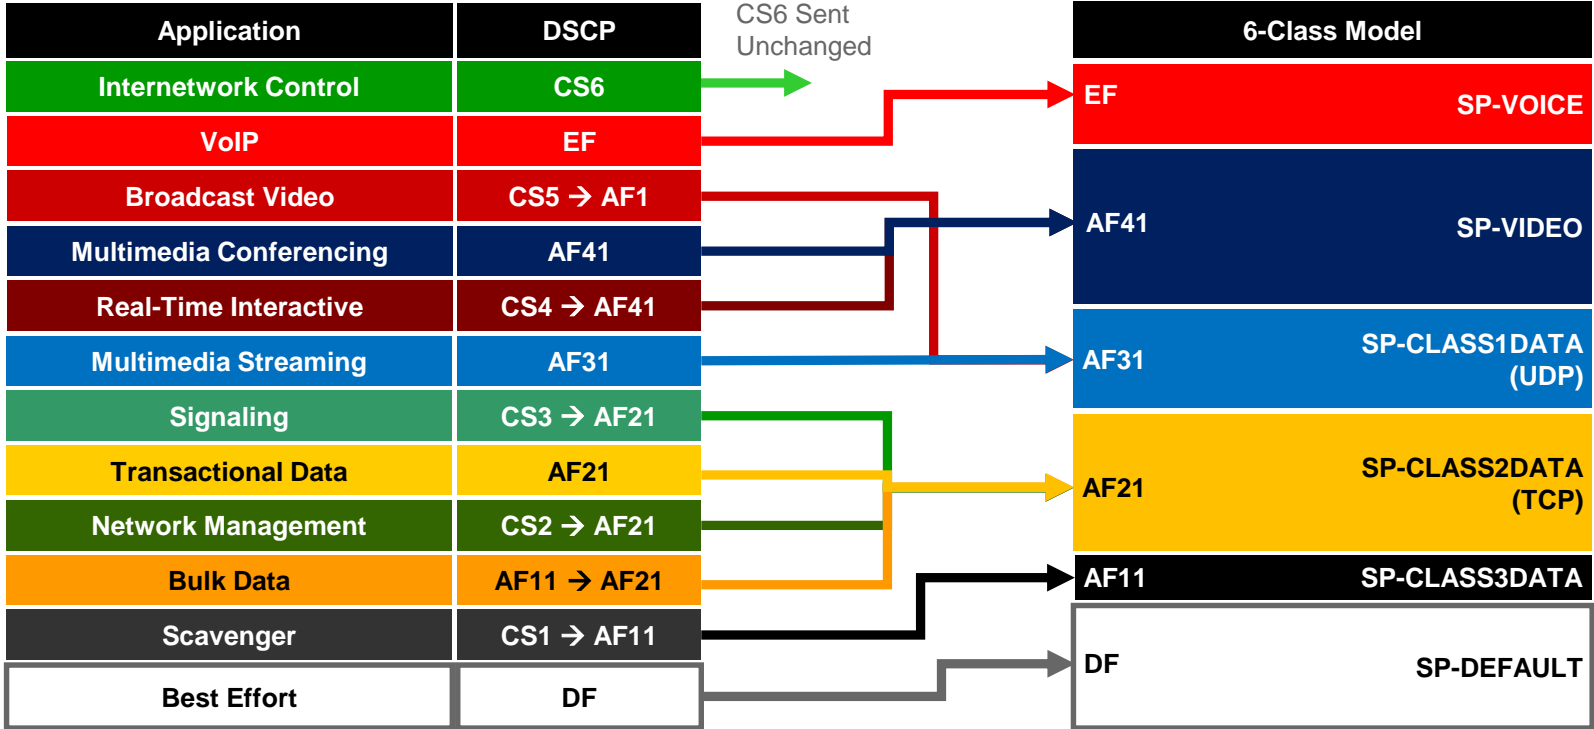 Application DSCP
CS6 Sent
Unchanged
6-Class Model
Internetwork Control CS6
VoIP EF
Broadcast Video CS5 → AF1
Multimedia Conferencing AF41
Real-Time Interactive CS4 → AF41
Multimedia Streaming AF31
Signaling CS3 → AF21
Transactional Data AF21
Network Management CS2 → AF21
Bulk Data AF11 → AF21
Scavenger CS1 → AF11
Best Effort DF
EF SP-VOICE
AF41 SP-VIDEO
AF31 SP-CLASS1DATA
(UDP)
AF21 SP-CLASS2DATA
(TCP)
AF11 SP-CLASS3DATA
DF SP-DEFAULT